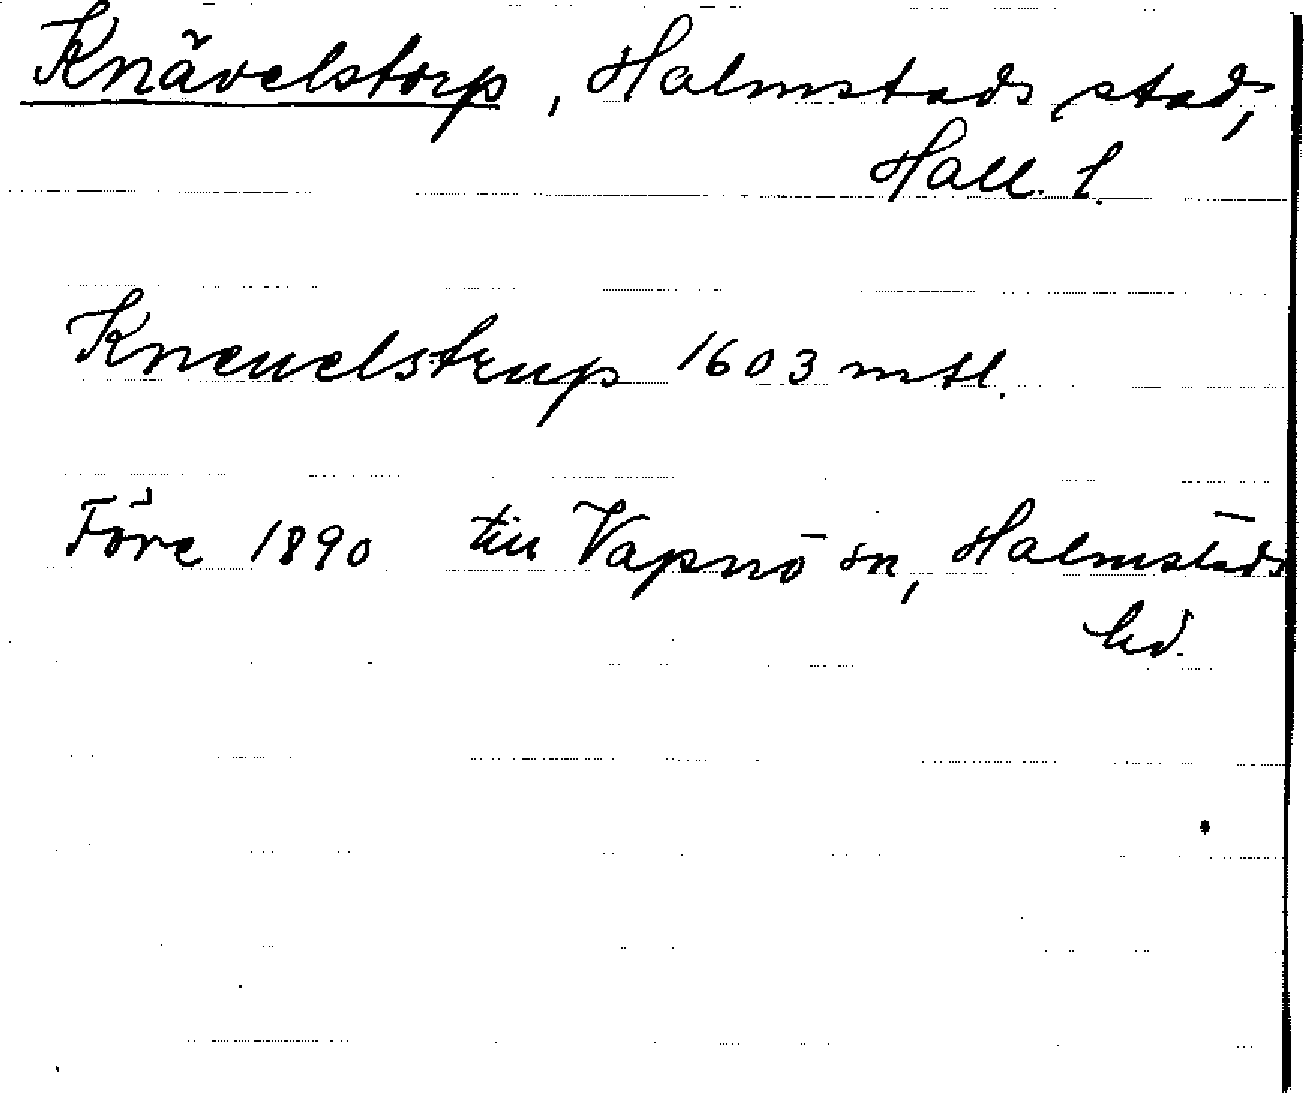 Knävelstorp, Halmstads stad,
Hall. l.
Kneuelstrup 1603 mtl.
Före 1890 till Vapnö sn, Halmstads
hd.